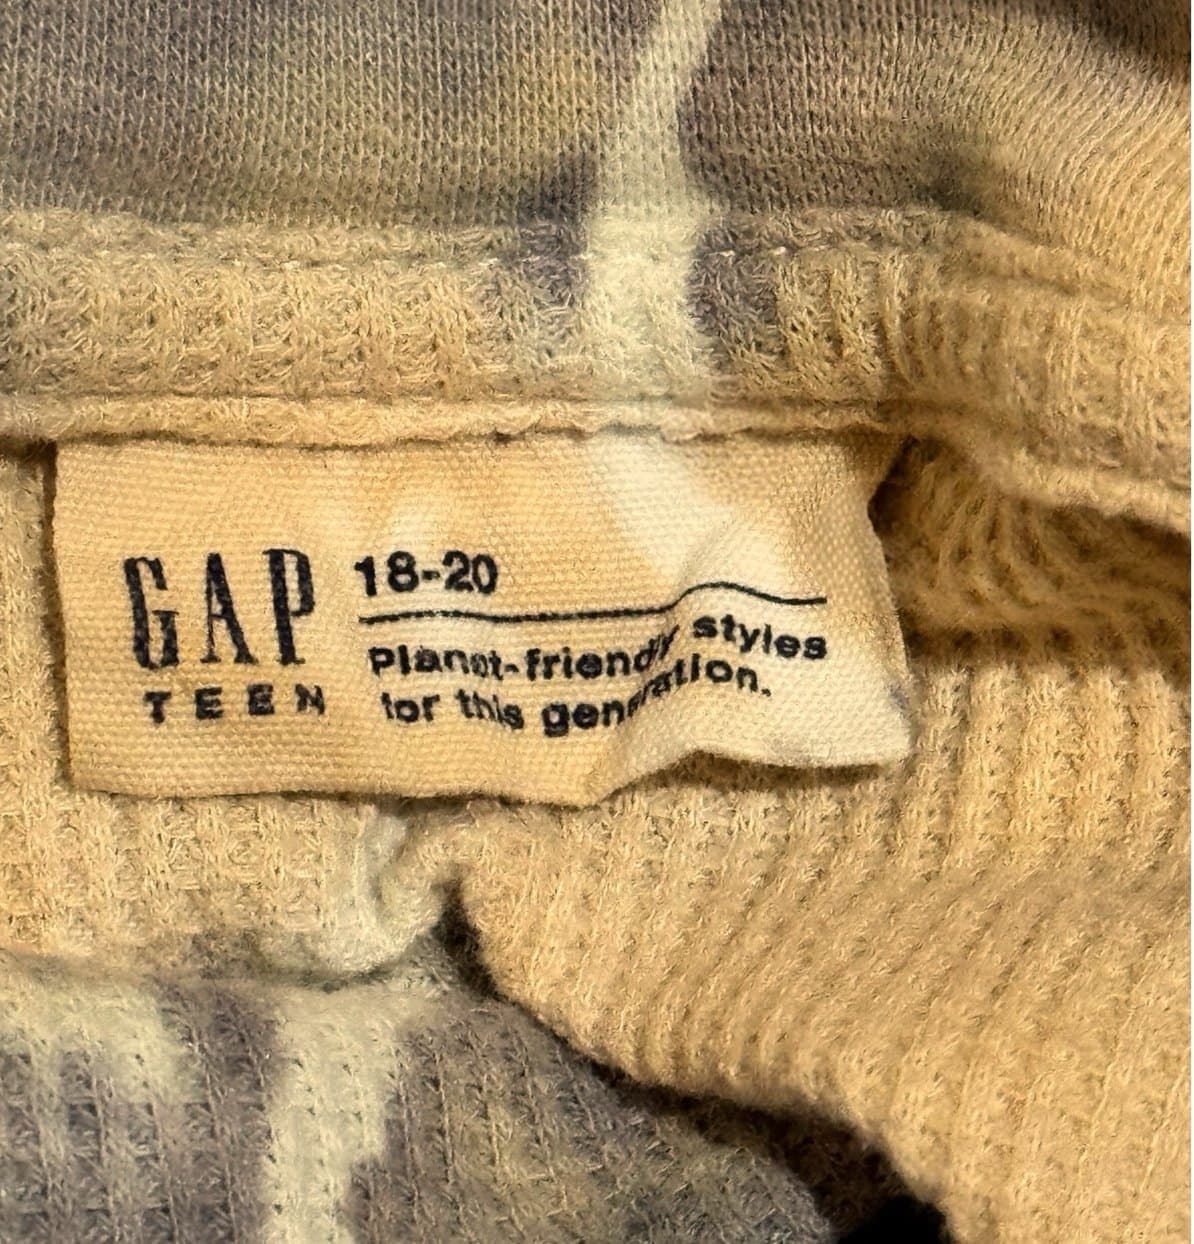 GAP
TEEN
18-20
planet-friendly styles
for this generation.